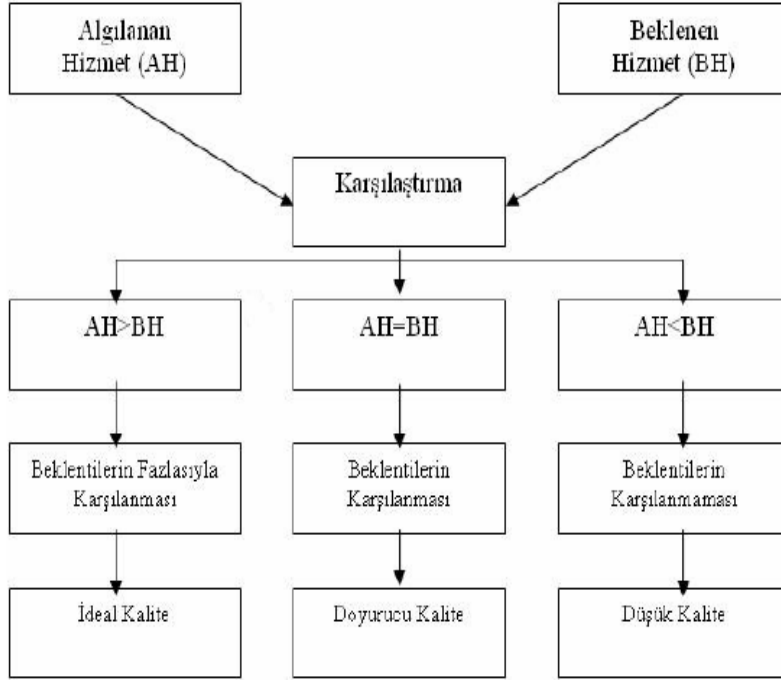 Algılanan
Hizmet (AH)
Beklenen
Hizmet (BH)
Karşılaştırma
AH>BH
AH=BH
AH<BH
Beklentilerin Fazlasıyla
Karşılanması
Beklentilerin
Karşılanması
Beklentilerin
Karşılanmaması
İdeal Kalite
Doyurucu Kalite
Düşük Kalite